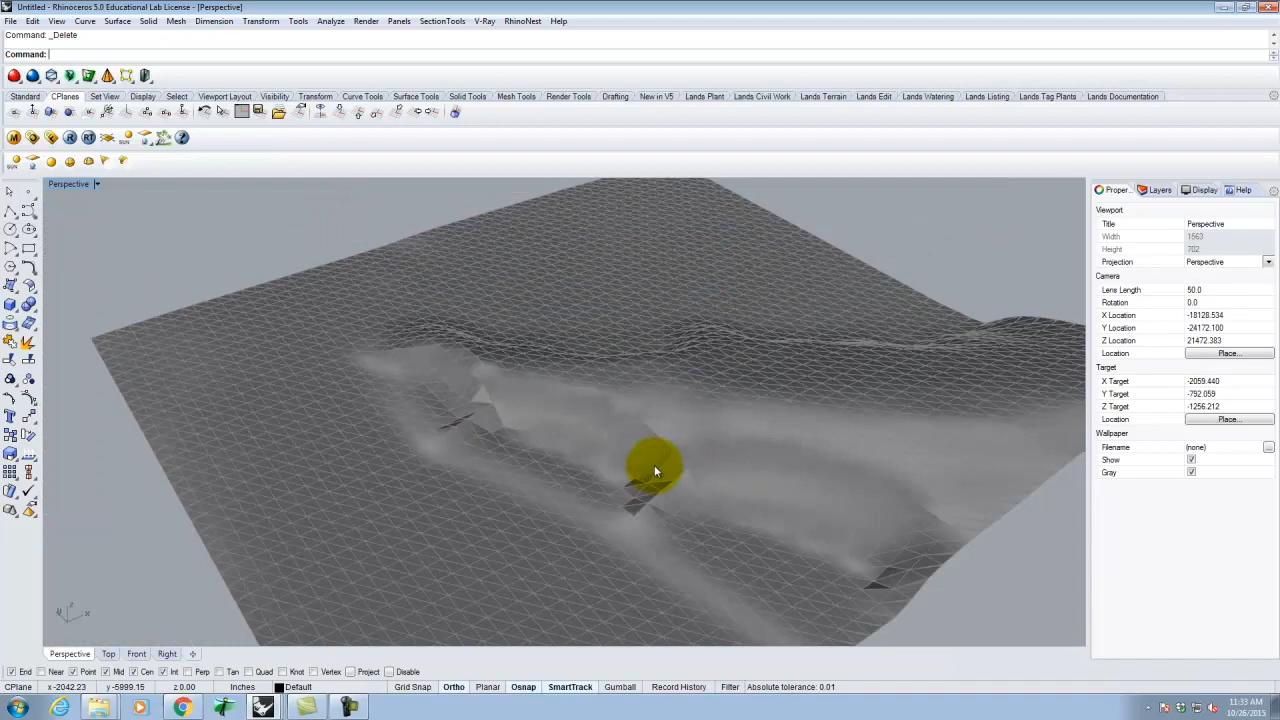 Untitled - Rhinoceros 5.0 Educational Lab License - [Perspective]
File Edit View Curve Surface Solid Mesh Dimension Transform Tools Analyze Render Panels SectionTools V-Ray RhinoNest Help
Command: _Delete
Command:
Standard CPlanes Set View Display Select Viewport Layout Visibility Transform Curve Tools Surface Tools Solid Tools Mesh Tools Render Tools Drafting New in V5 Lands Plant Lands Civil Work Lands Terrain Lands Edit Lands Watering Lands Listing Lands Tag Plants Lands Documentation
M R RT SUN ?
SUN
Perspective
Proper... Layers Display Help
Viewport
Title Perspective
Width 1563
Height 702
Projection Perspective
Camera
Lens Length 50.0
Rotation 0.0
X Location -18128.534
Y Location -24172.100
Z Location 21472.383
Location Place...
Target
X Target -2059.440
Y Target -792.059
Z Target -1256.212
Location Place...
Wallpaper
Filename (none) ...
Show
Gray
z
y x
Perspective Top Front Right
End Near Point Mid Cen Int Perp Tan Quad Knot Vertex Project Disable
CPlane x -2042.23 y -5999.15 z 0.00 Inches Default Grid Snap Ortho Planar Osnap SmartTrack Gumball Record History Filter Absolute tolerance: 0.01
11:33 AM
10/26/2015